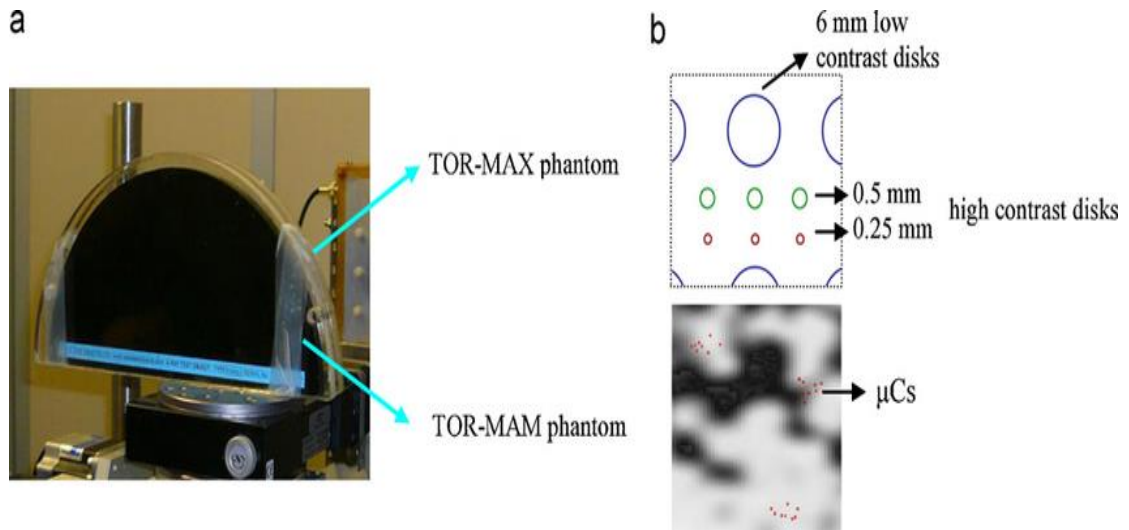 a
TOR-MAX phantom
TOR-MAM phantom
b
6 mm low
contrast disks
0.5 mm
0.25 mm
high contrast disks
μCs